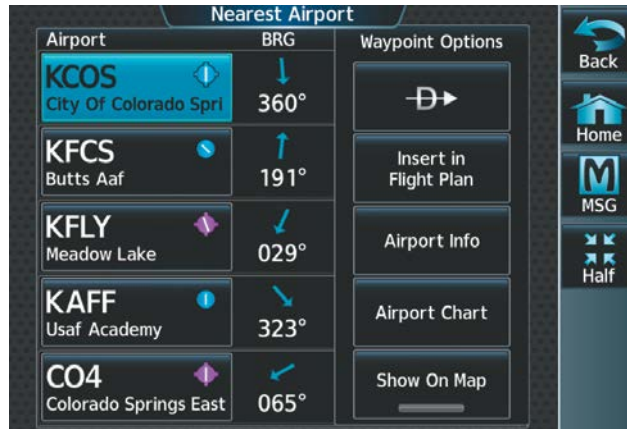 Nearest Airport
Airport
BRG
Waypoint Options
Back
KCOS
City Of Colorado Spri
360°
D
Home
KFCS
Butts Aaf
191°
Insert in
Flight Plan
M
MSG
KFLY
Meadow Lake
029°
Airport Info
Half
KAFF
Usaf Academy
323°
Airport Chart
CO4
Colorado Springs East
065°
Show On Map